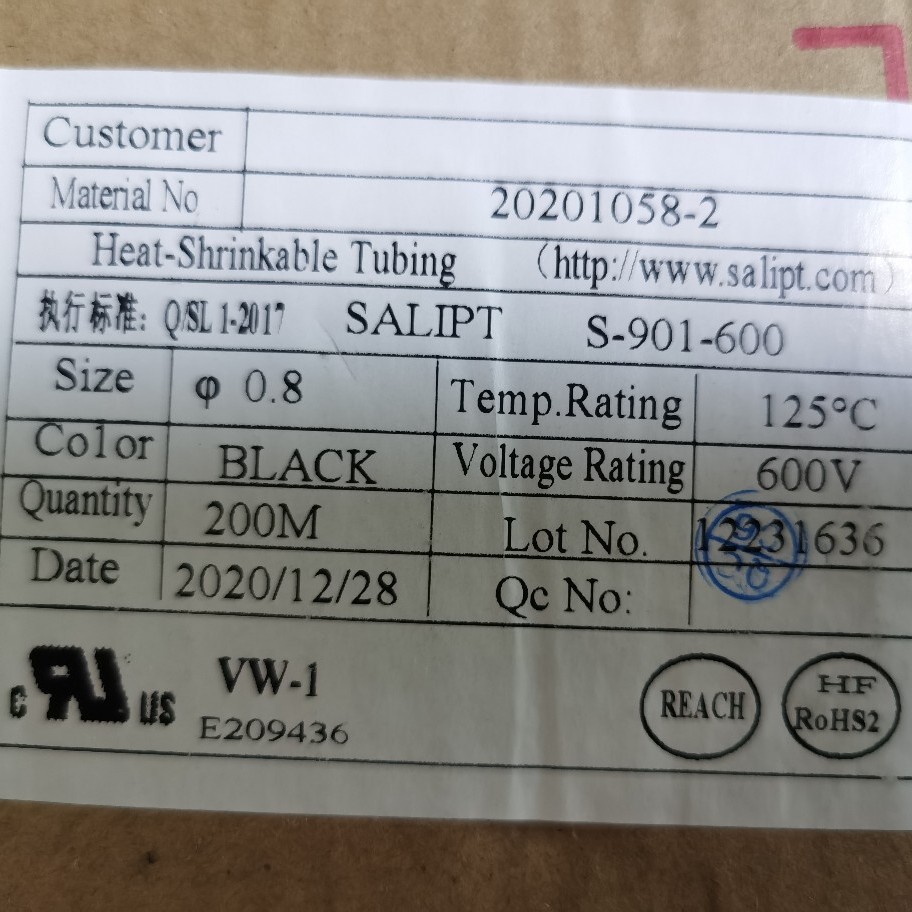 Customer
Material No 20201058-2
Heat-Shrinkable Tubing （http://www.salipt.com）
执行标准：Q/SL 1-2017 SALIPT S-901-600
Size φ 0.8 Temp.Rating 125°C
Color BLACK Voltage Rating 600V
Quantity 200M Lot No. 12231636
Date 2020/12/28 Qc No:
c RU US VW-1
E209436
REACH
HF
RoHS2